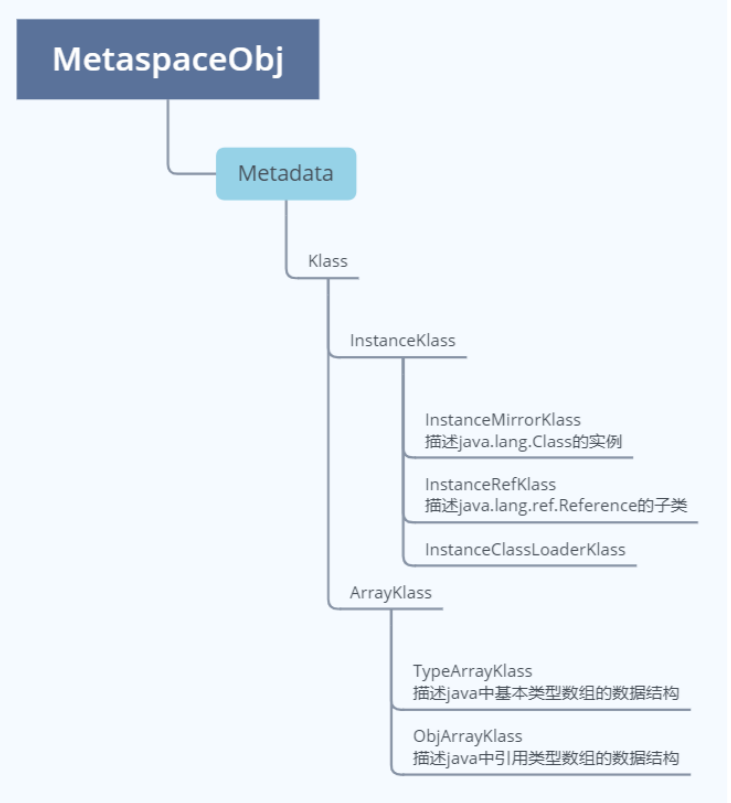 MetaspaceObj
Metadata
Klass
InstanceKlass
InstanceMirrorKlass
描述java.lang.Class的实例
InstanceRefKlass
描述java.lang.ref.Reference的子类
InstanceClassLoaderKlass
ArrayKlass
TypeArrayKlass
描述java中基本类型数组的数据结构
ObjArrayKlass
描述java中引用类型数组的数据结构